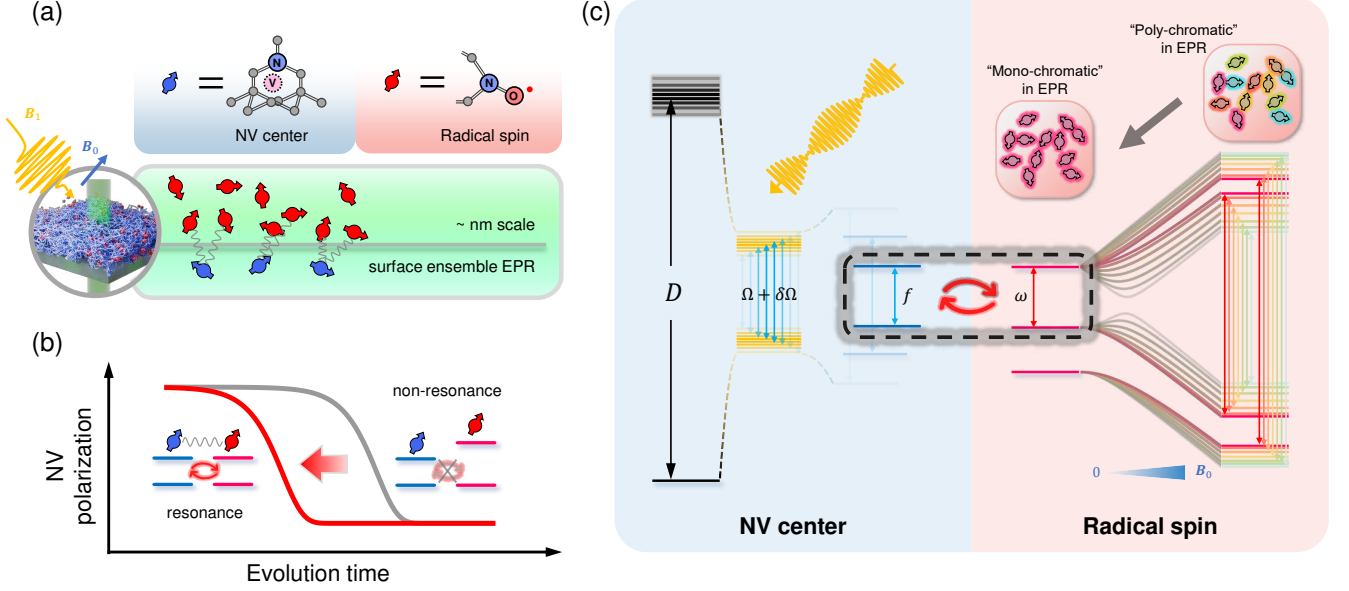 (a)
N
V
=
NV center
=
N
O
Radical spin
B₁
B₀
~ nm scale
surface ensemble EPR
(b)
NV
polarization
non-resonance
resonance
Evolution time
(c)
“Poly-chromatic”
in EPR
“Mono-chromatic”
in EPR
D
Ω + δΩ
f
ω
0
B₀
NV center
Radical spin